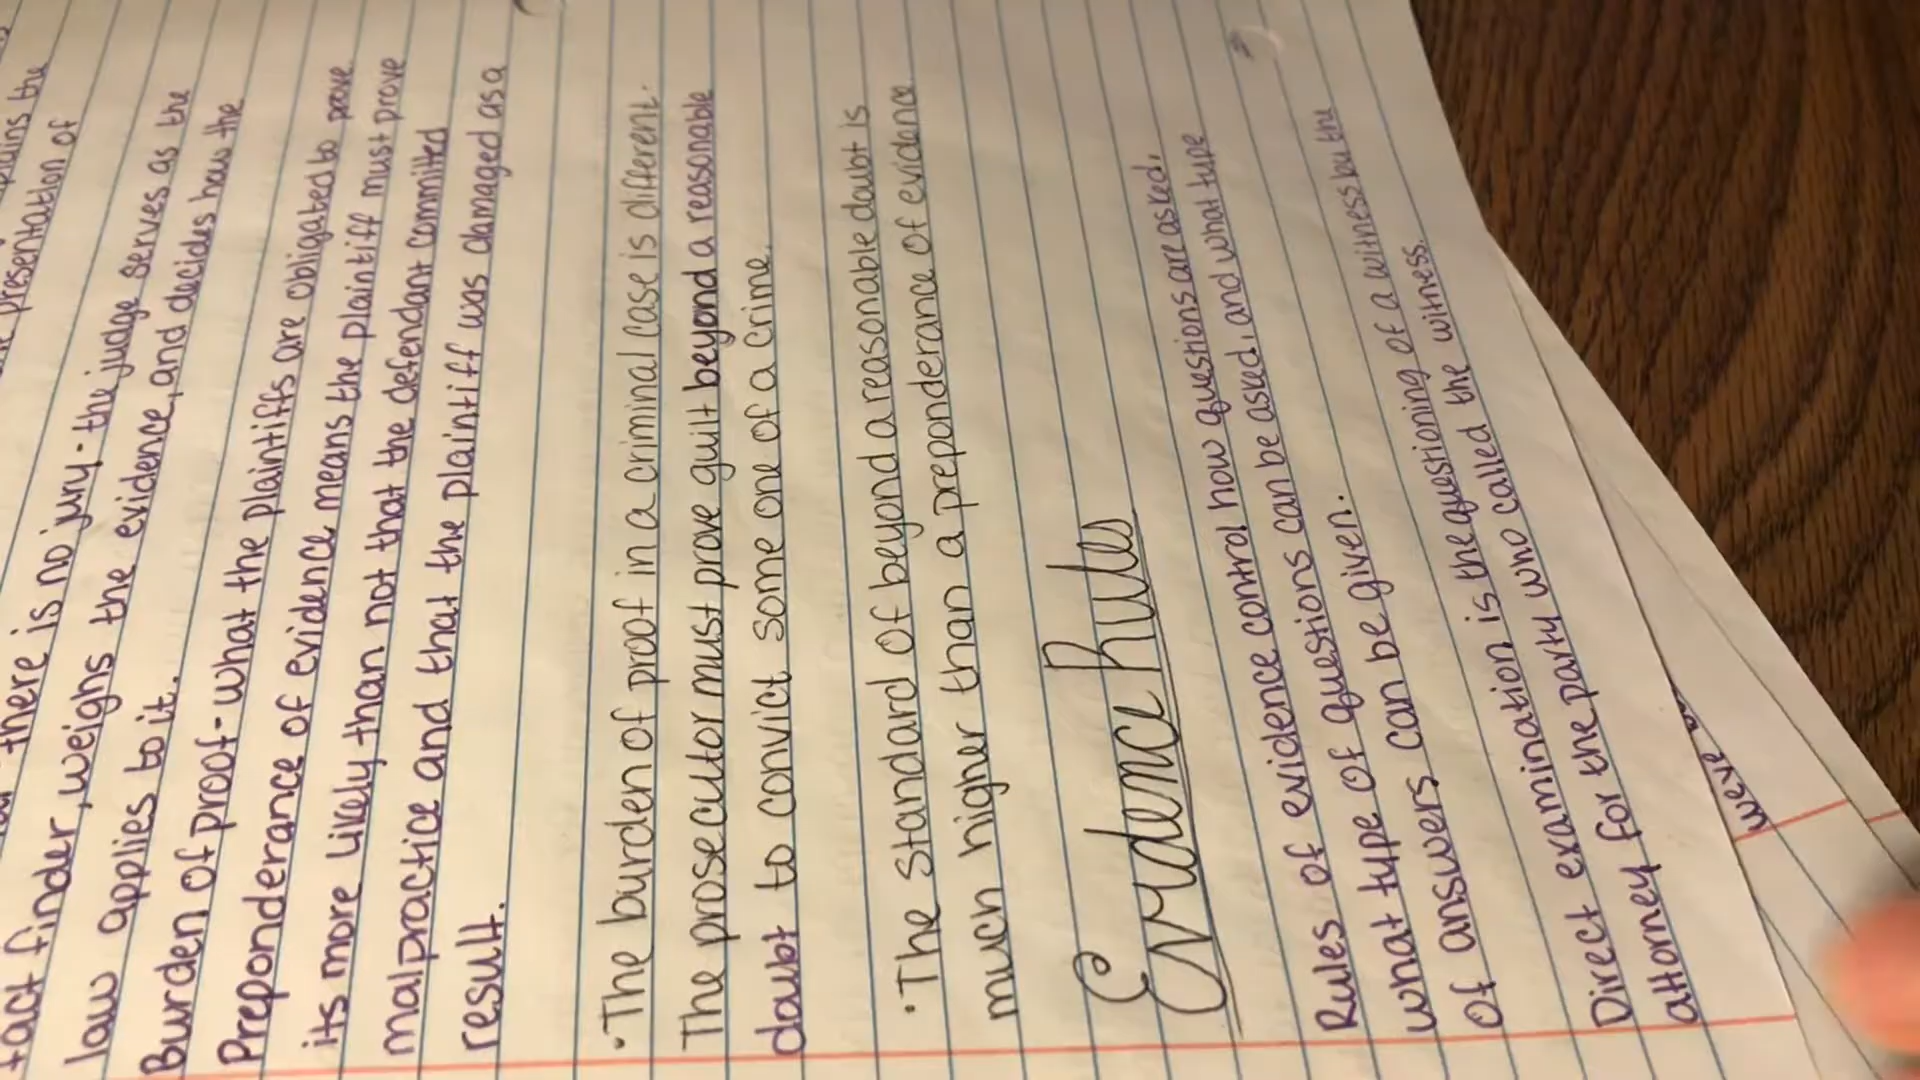 plains the
presentation of
there is no jury - the judge serves as the
fact finder, weighs the evidence, and decides how the
law applies to it.
Burden of proof - what the plaintiffs are obligated to prove.
Preponderance of evidence means the plaintiff must prove
its more likely than not that the defendant committed
malpractice and that the plaintiff was damaged as a
result.
• The burden of proof in a criminal case is different.
The prosecutor must prove guilt beyond a reasonable
doubt to convict some one of a crime.
• The standard of beyond a reasonable doubt is
much higher than a preponderance of evidence
Evidence Rules
Rules of evidence control how questions are asked,
what type of questions can be asked, and what type
of answers can be given.
Direct examination is the questioning of a witness by the
attorney for the party who called the witness.